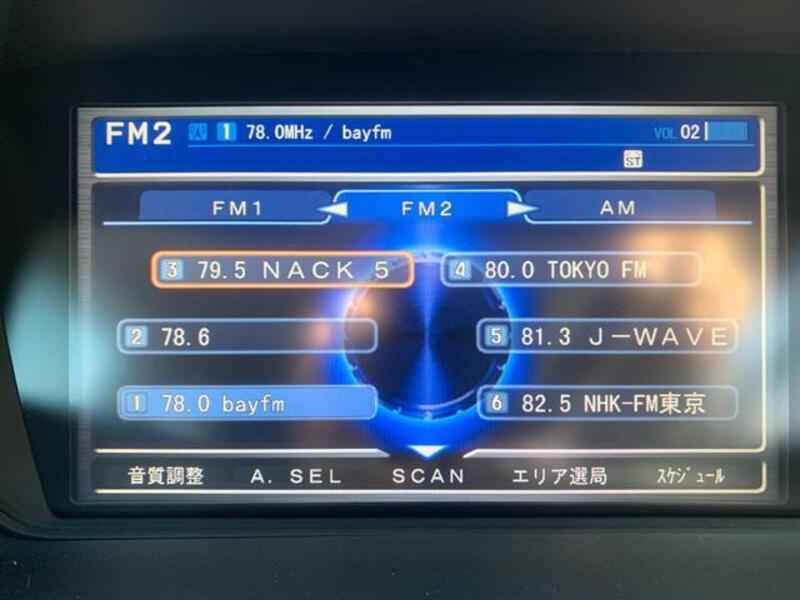 FM2 1 78.0MHz / bayfm VOL 02
ST
FM1 FM2 AM
3 79.5 NACK 5
4 80.0 TOKYO FM
2 78.6
5 81.3 J-WAVE
1 78.0 bayfm
6 82.5 NHK-FM東京
音質調整 A. SEL SCAN エリア選局 ｽｹｼﾞｭｰﾙ